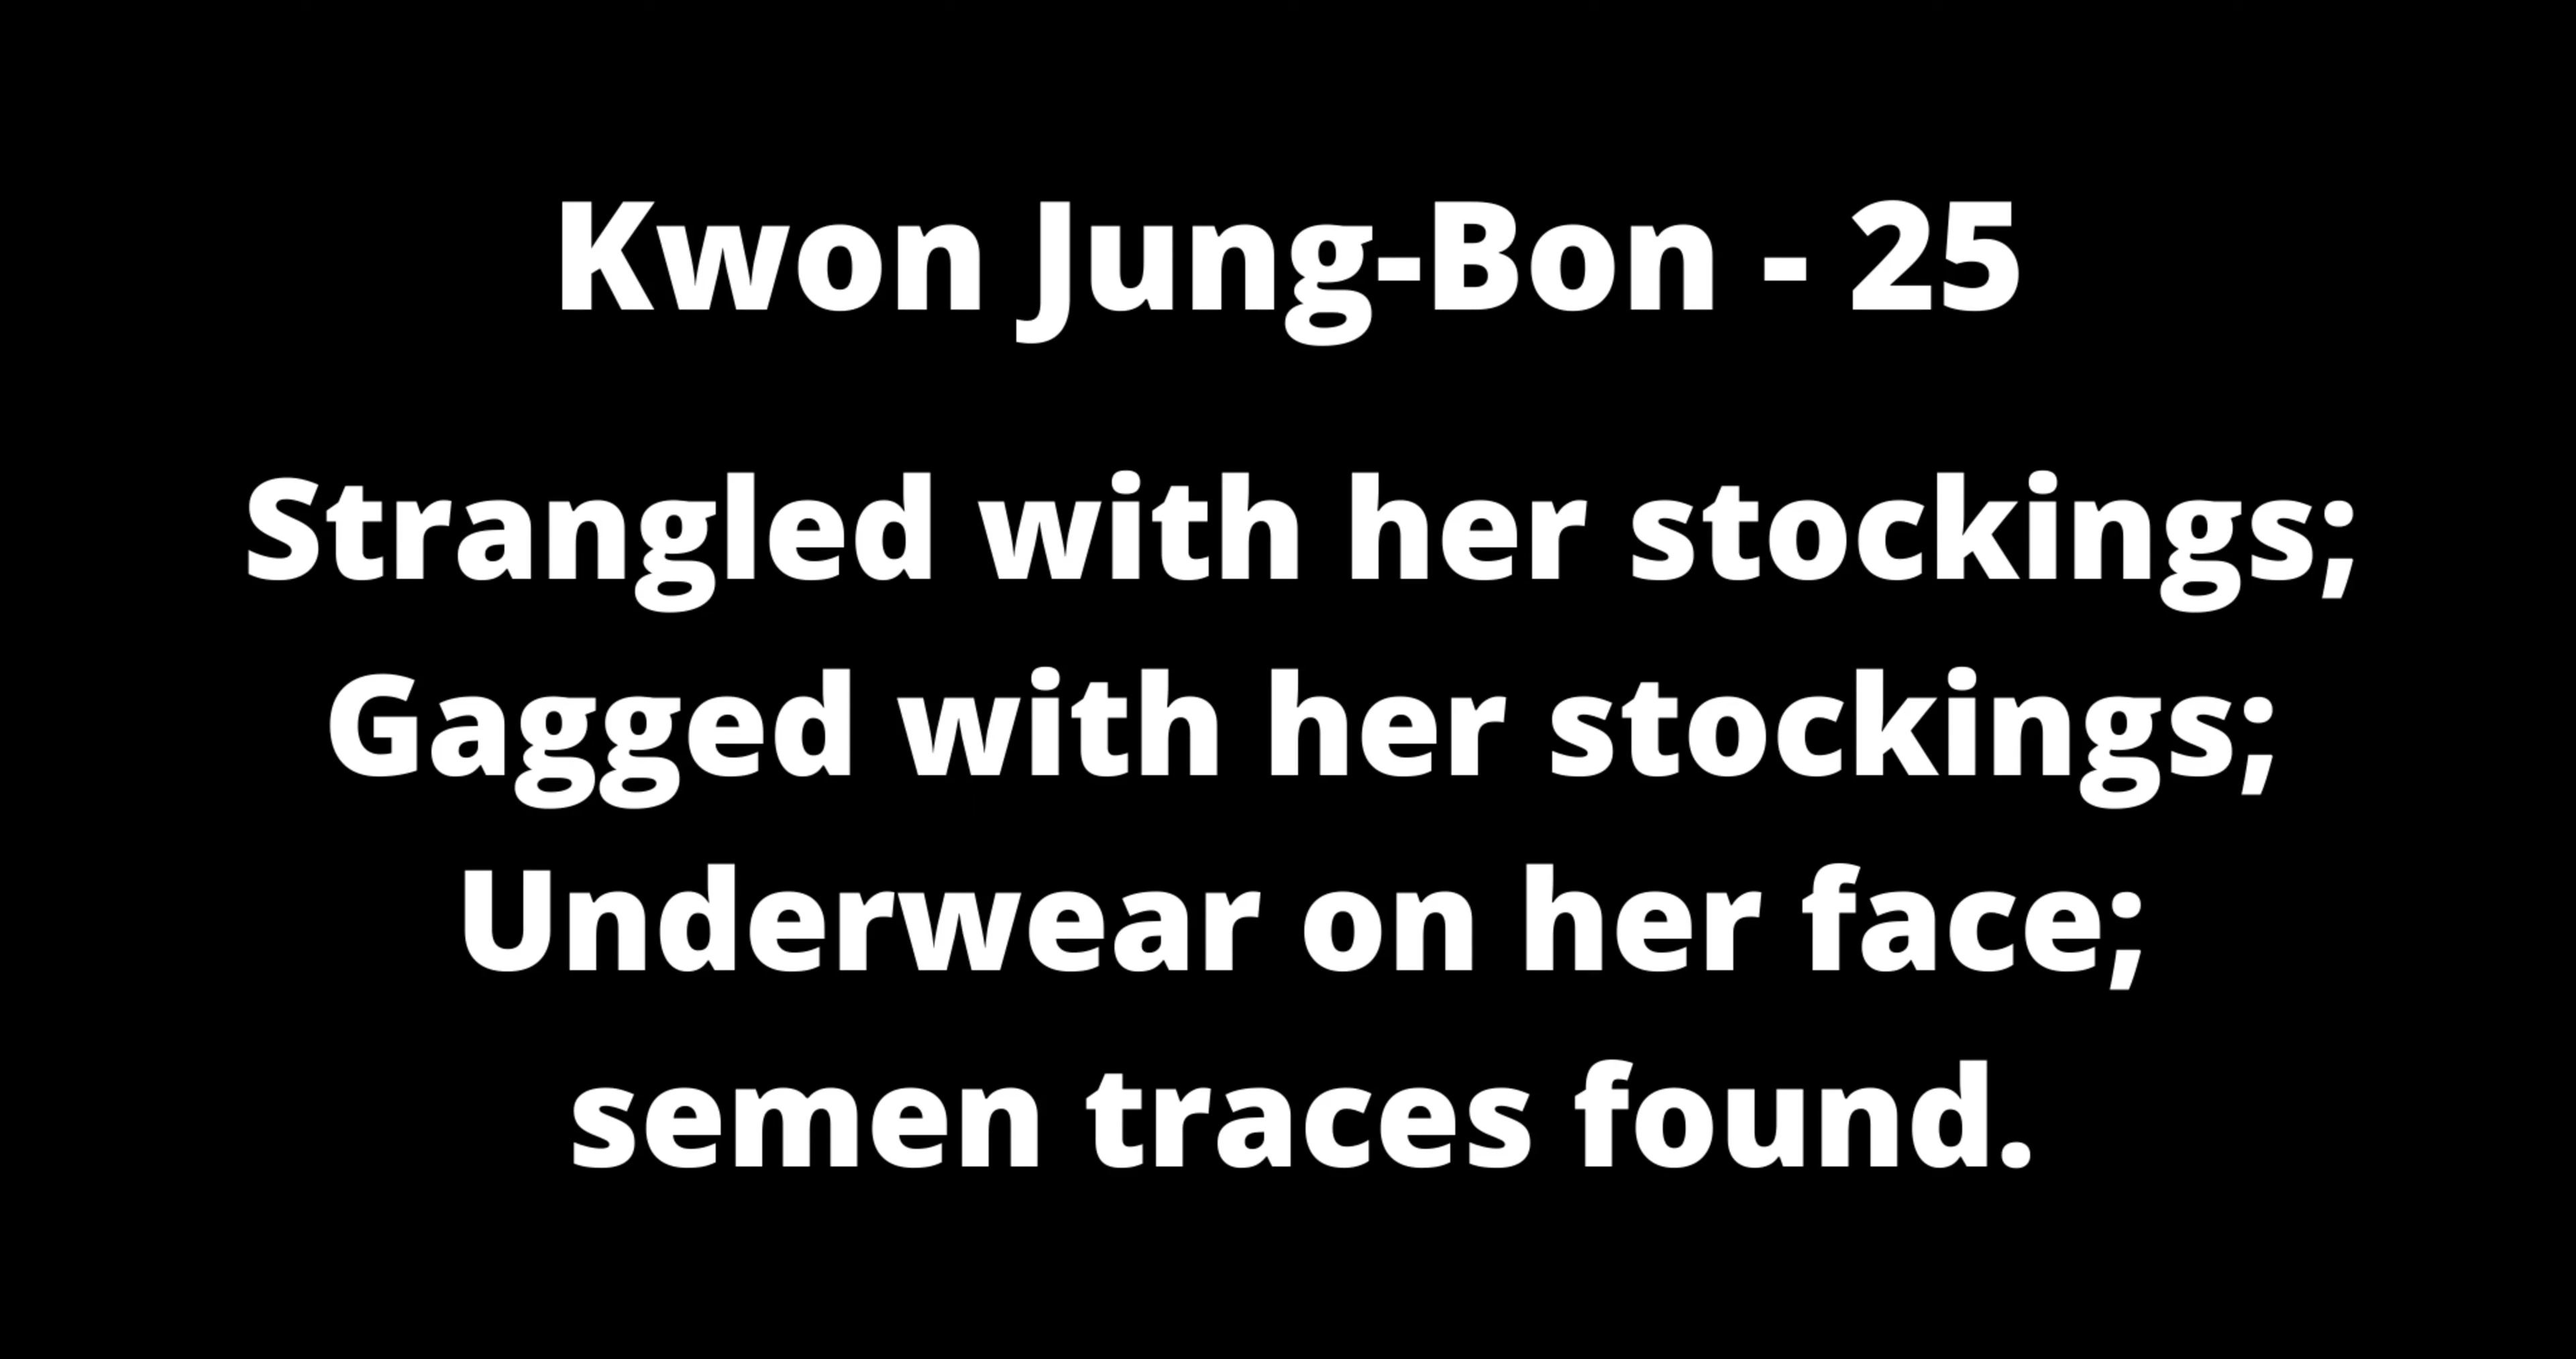 Kwon Jung-Bon - 25
Strangled with her stockings;
Gagged with her stockings;
Underwear on her face;
semen traces found.